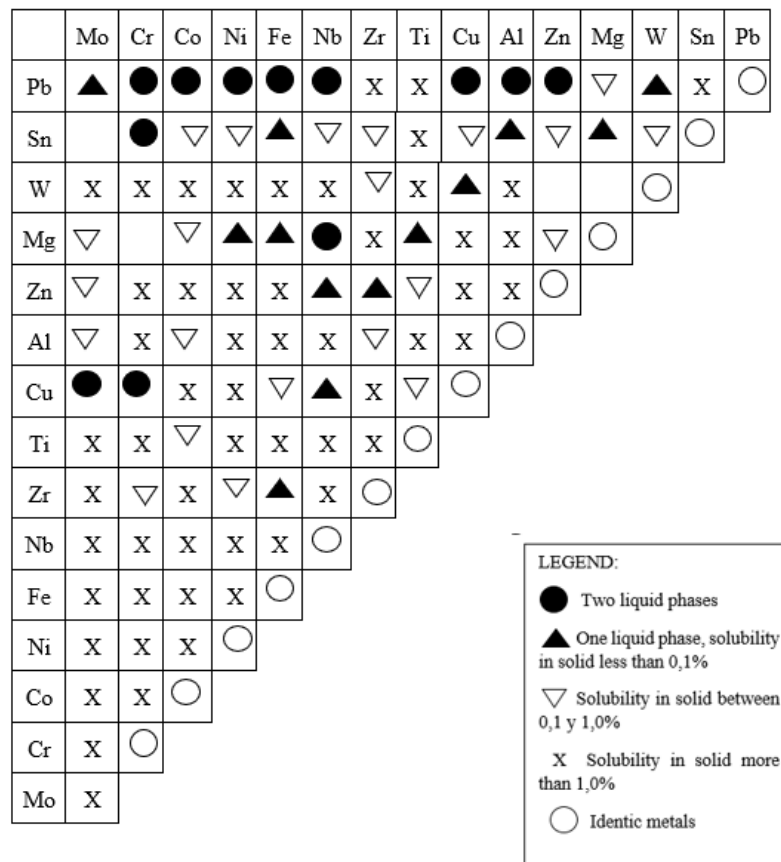 Mo Cr Co Ni Fe Nb Zr Ti Cu Al Zn Mg W Sn Pb
Pb X X X
Sn X
W X X X X X X X X
Mg X X X
Zn X X X X X X
Al X X X X X X
Cu X X X
Ti X X X X X X
Zr X X X
Nb X X X X X
Fe X X X X
Ni X X X
Co X X
Cr X
Mo X
LEGEND:
Two liquid phases
One liquid phase, solubility
in solid less than 0,1%
Solubility in solid between
0,1 y 1,0%
X Solubility in solid more
than 1,0%
Identic metals